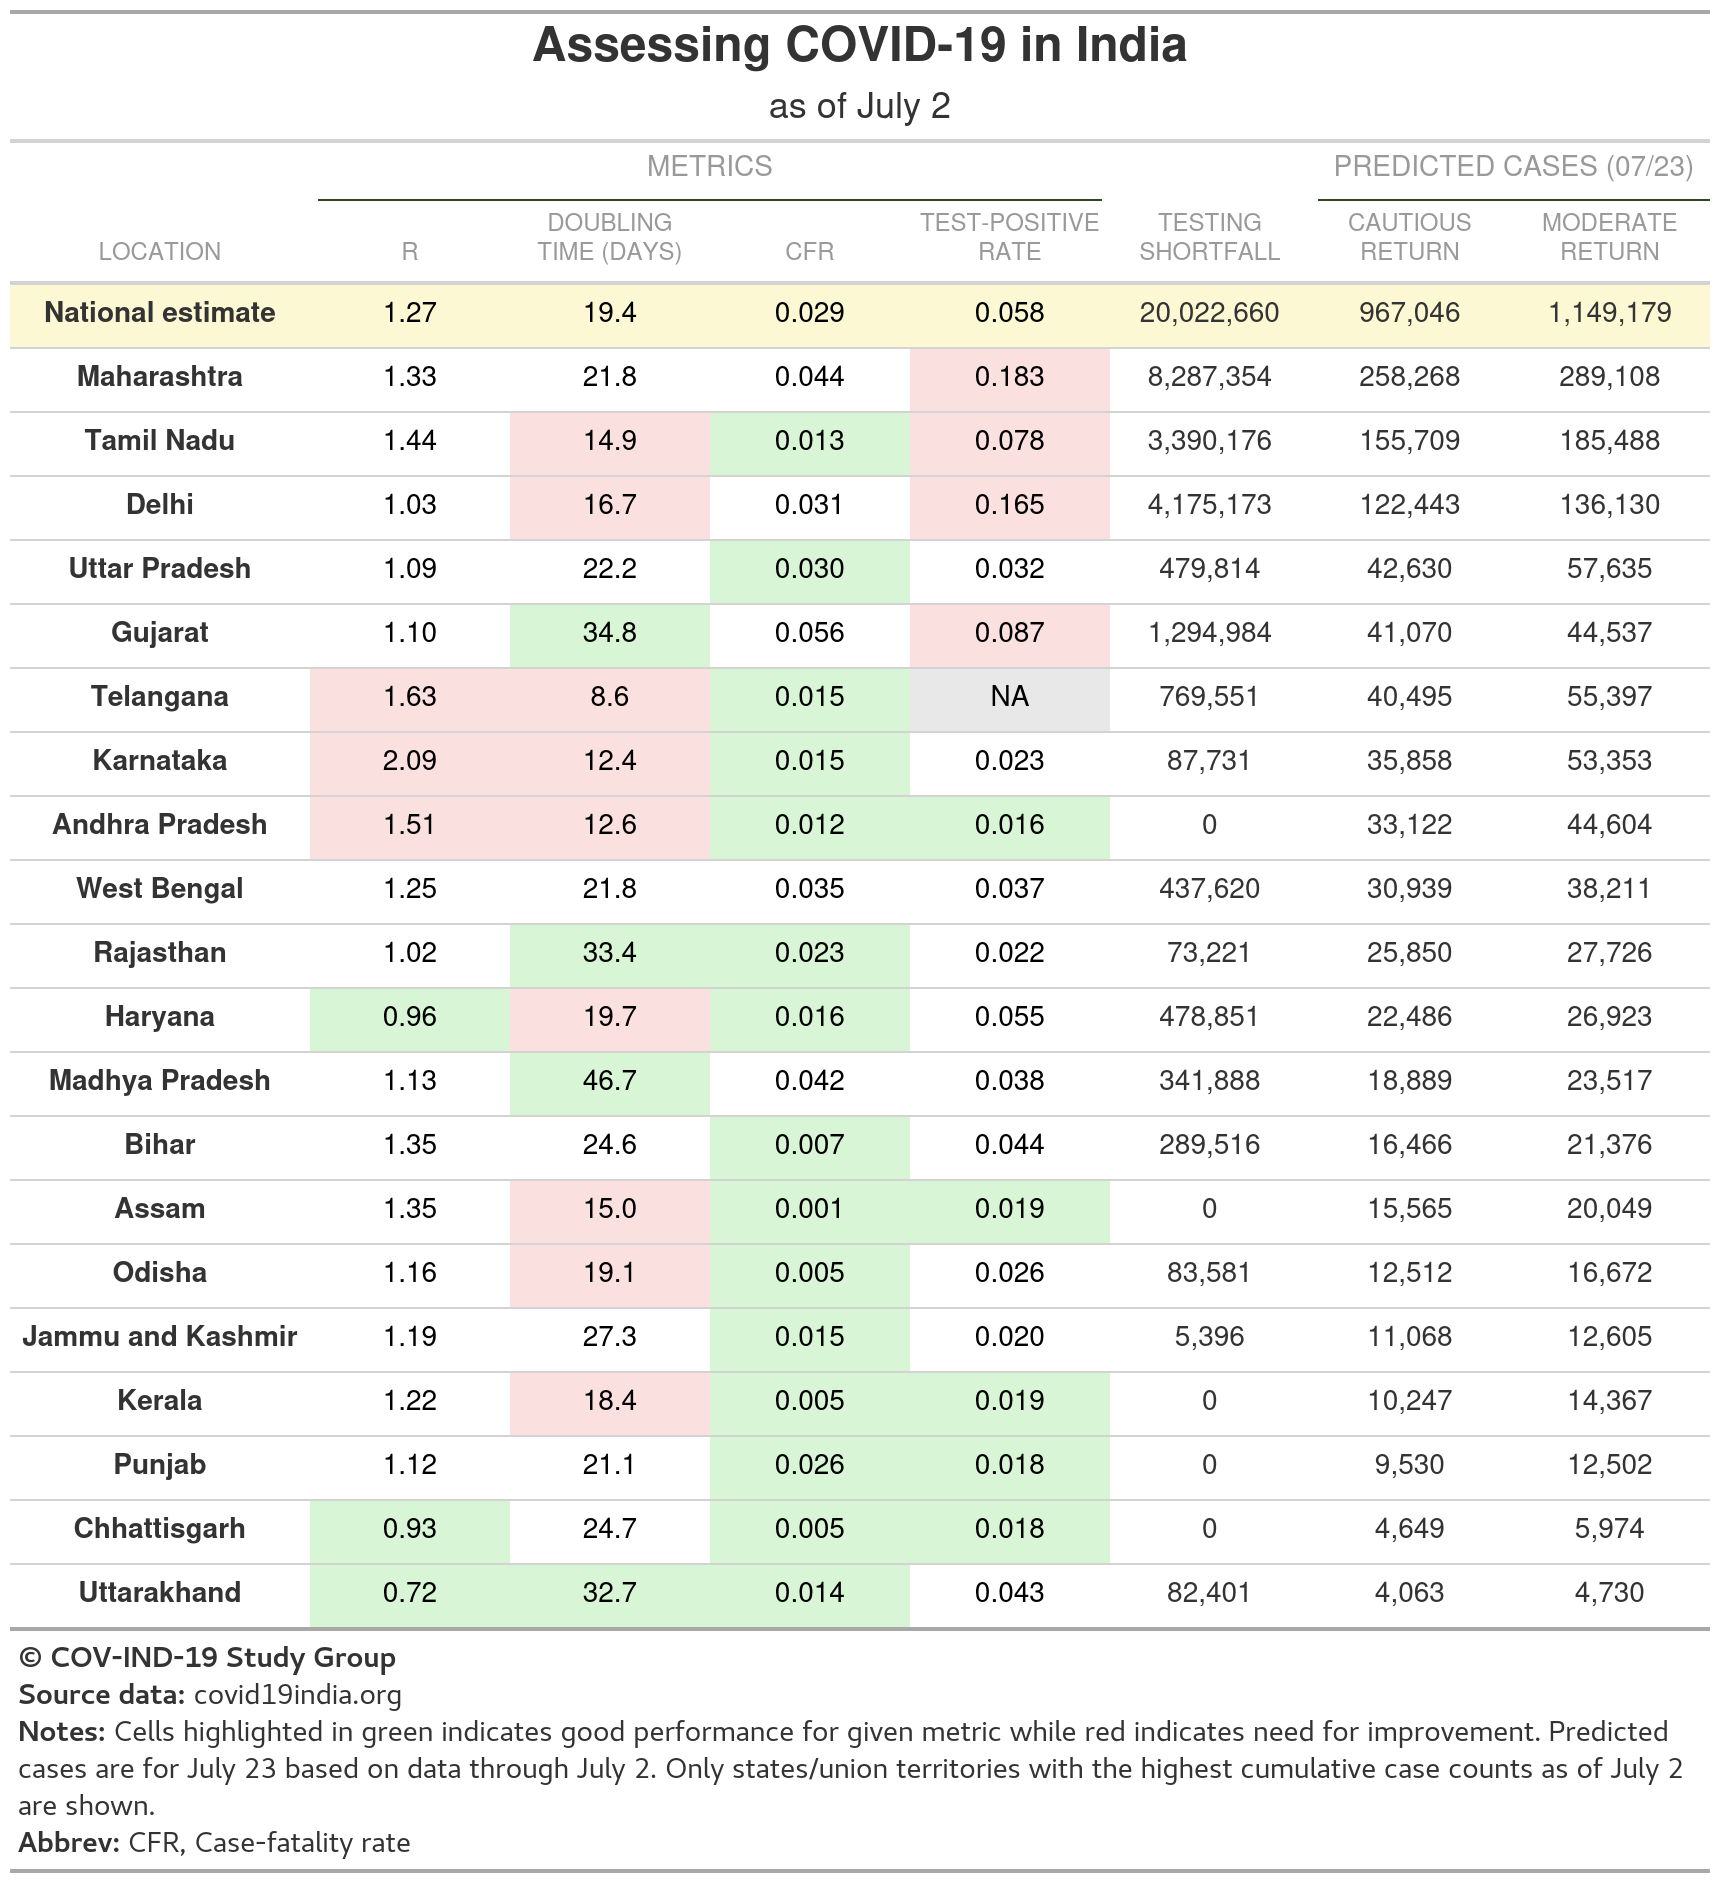 Assessing COVID-19 in India
as of July 2
METRICS PREDICTED CASES (07/23)
LOCATION R DOUBLING TIME (DAYS) CFR TEST-POSITIVE RATE TESTING SHORTFALL CAUTIOUS RETURN MODERATE RETURN
National estimate 1.27 19.4 0.029 0.058 20,022,660 967,046 1,149,179
Maharashtra 1.33 21.8 0.044 0.183 8,287,354 258,268 289,108
Tamil Nadu 1.44 14.9 0.013 0.078 3,390,176 155,709 185,488
Delhi 1.03 16.7 0.031 0.165 4,175,173 122,443 136,130
Uttar Pradesh 1.09 22.2 0.030 0.032 479,814 42,630 57,635
Gujarat 1.10 34.8 0.056 0.087 1,294,984 41,070 44,537
Telangana 1.63 8.6 0.015 NA 769,551 40,495 55,397
Karnataka 2.09 12.4 0.015 0.023 87,731 35,858 53,353
Andhra Pradesh 1.51 12.6 0.012 0.016 0 33,122 44,604
West Bengal 1.25 21.8 0.035 0.037 437,620 30,939 38,211
Rajasthan 1.02 33.4 0.023 0.022 73,221 25,850 27,726
Haryana 0.96 19.7 0.016 0.055 478,851 22,486 26,923
Madhya Pradesh 1.13 46.7 0.042 0.038 341,888 18,889 23,517
Bihar 1.35 24.6 0.007 0.044 289,516 16,466 21,376
Assam 1.35 15.0 0.001 0.019 0 15,565 20,049
Odisha 1.16 19.1 0.005 0.026 83,581 12,512 16,672
Jammu and Kashmir 1.19 27.3 0.015 0.020 5,396 11,068 12,605
Kerala 1.22 18.4 0.005 0.019 0 10,247 14,367
Punjab 1.12 21.1 0.026 0.018 0 9,530 12,502
Chhattisgarh 0.93 24.7 0.005 0.018 0 4,649 5,974
Uttarakhand 0.72 32.7 0.014 0.043 82,401 4,063 4,730
© COV-IND-19 Study Group
Source data: covid19india.org
Notes: Cells highlighted in green indicates good performance for given metric while red indicates need for improvement. Predicted
cases are for July 23 based on data through July 2. Only states/union territories with the highest cumulative case counts as of July 2
are shown.
Abbrev: CFR, Case-fatality rate